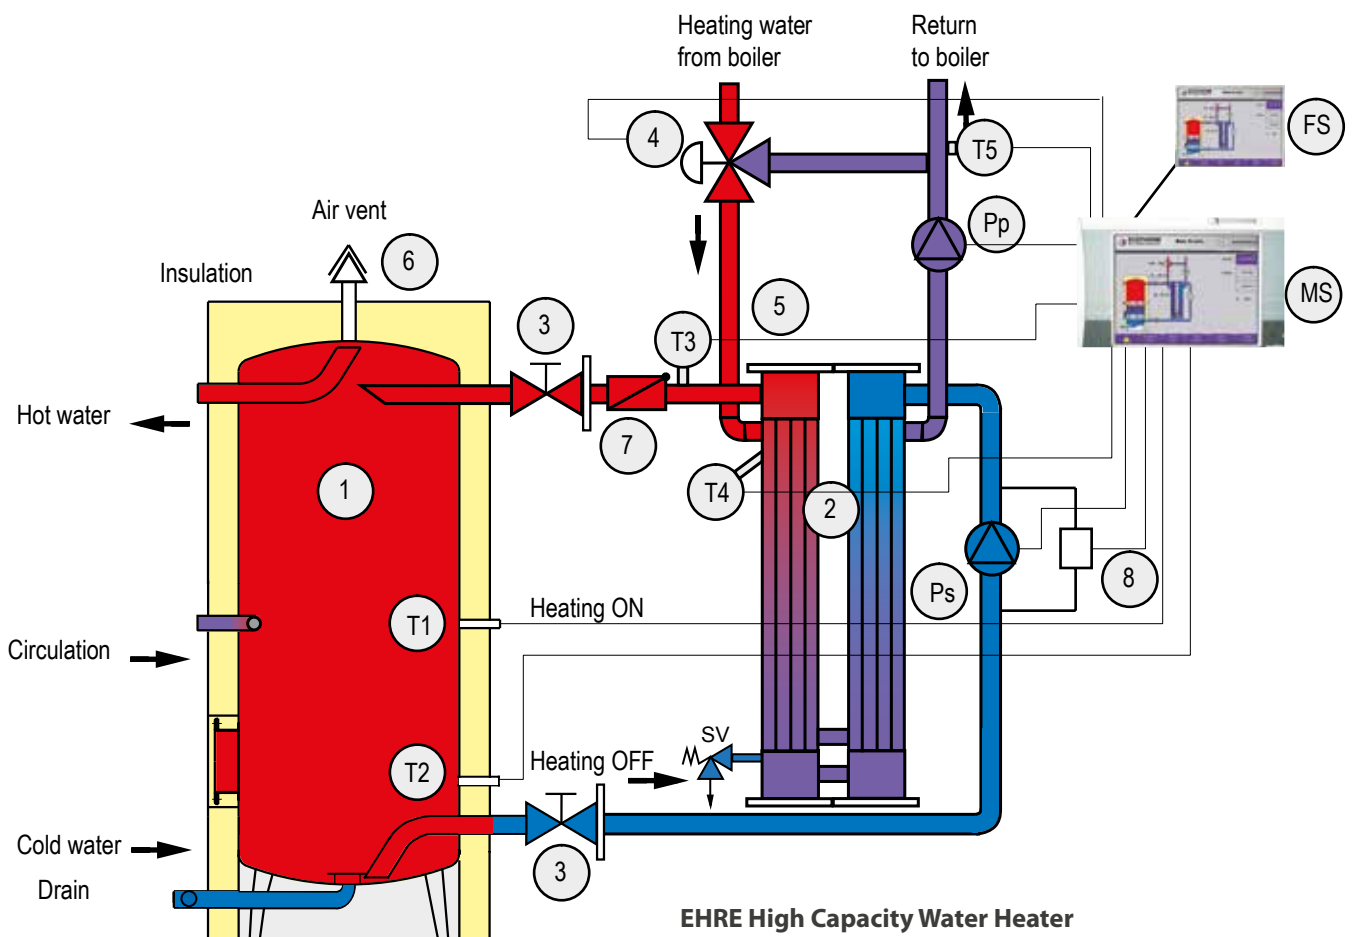 Heating water
from boiler
Return
to boiler
4
T5
FS
Air vent
6
Pp
Insulation
MS
3
5
T3
Hot water
7
1
T4
2
8
Ps
Heating ON
T1
Circulation
SV
Heating OFF
T2
Cold water
3
Drain
EHRE High Capacity Water Heater